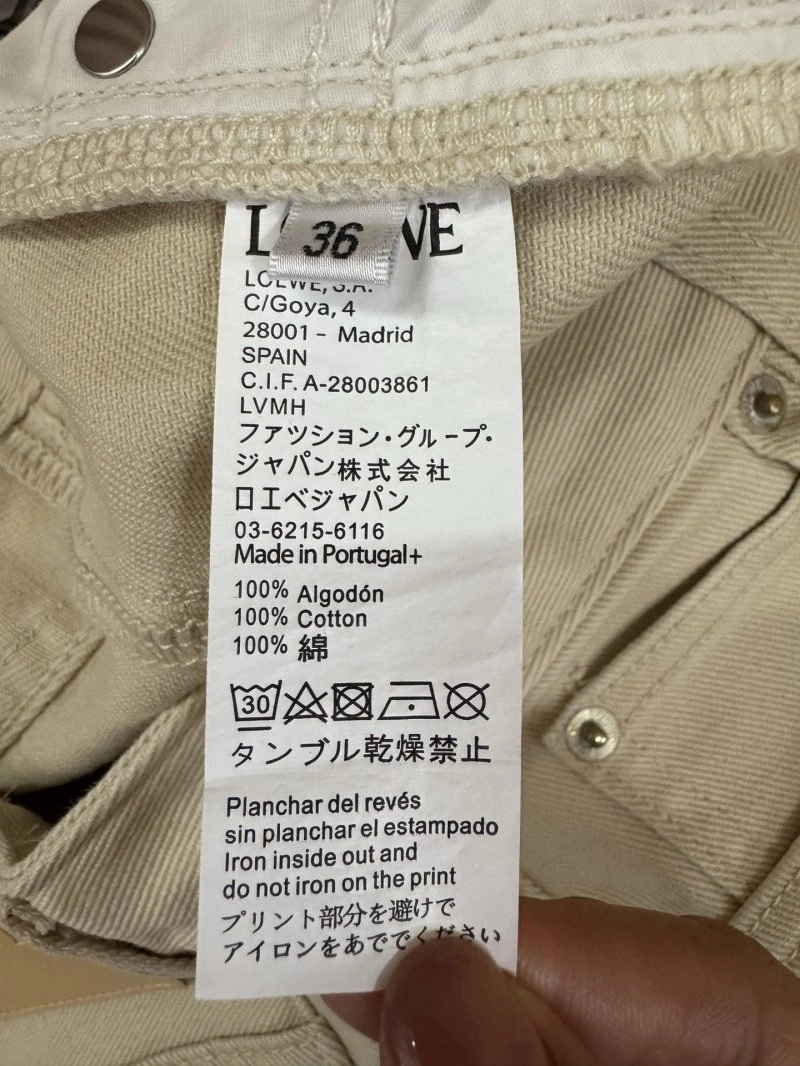 36
LOEWE, S.A.
C/Goya, 4
28001 - Madrid
SPAIN
C.I.F. A-28003861
LVMH
ファツション・グループ・
ジャパン株式会社
口エベジャパン
03-6215-6116
Made in Portugal+
100% Algodón
100% Cotton
100% 綿
30
タンブル乾燥禁止
Planchar del revés
sin planchar el estampado
Iron inside out and
do not iron on the print
プリント部分を避けで
アイロンをあででください